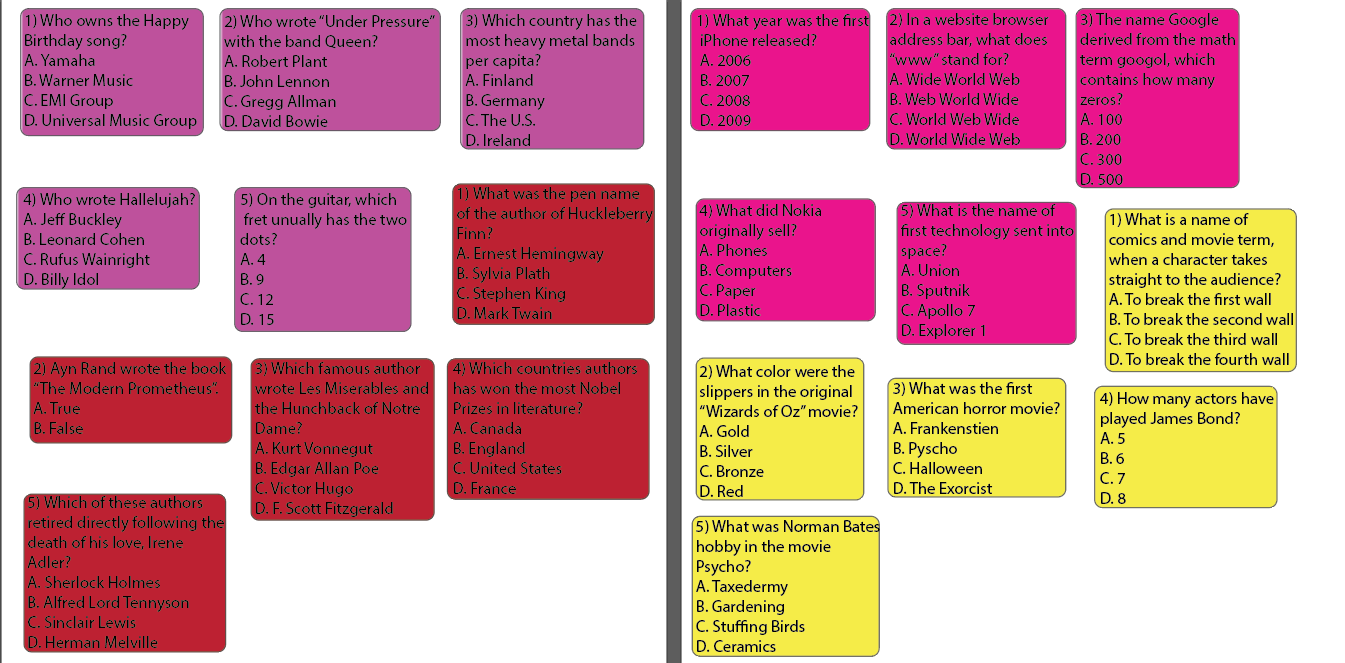 1) Who owns the Happy
Birthday song?
A. Yamaha
B. Warner Music
C. EMI Group
D. Universal Music Group
2) Who wrote “Under Pressure”
with the band Queen?
A. Robert Plant
B. John Lennon
C. Gregg Allman
D. David Bowie
3) Which country has the
most heavy metal bands
per capita?
A. Finland
B. Germany
C. The U.S.
D. Ireland
4) Who wrote Hallelujah?
A. Jeff Buckley
B. Leonard Cohen
C. Rufus Wainright
D. Billy Idol
5) On the guitar, which
fret unually has the two
dots?
A. 4
B. 9
C. 12
D. 15
1) What was the pen name
of the author of Huckleberry
Finn?
A. Ernest Hemingway
B. Sylvia Plath
C. Stephen King
D. Mark Twain
2) Ayn Rand wrote the book
“The Modern Prometheus”.
A. True
B. False
3) Which famous author
wrote Les Miserables and
the Hunchback of Notre
Dame?
A. Kurt Vonnegut
B. Edgar Allan Poe
C. Victor Hugo
D. F. Scott Fitzgerald
4) Which countries authors
has won the most Nobel
Prizes in literature?
A. Canada
B. England
C. United States
D. France
5) Which of these authors
retired directly following the
death of his love, Irene
Adler?
A. Sherlock Holmes
B. Alfred Lord Tennyson
C. Sinclair Lewis
D. Herman Melville
1) What year was the first
iPhone released?
A. 2006
B. 2007
C. 2008
D. 2009
2) In a website browser
address bar, what does
“www” stand for?
A. Wide World Web
B. Web World Wide
C. World Web Wide
D. World Wide Web
3) The name Google
derived from the math
term googol, which
contains how many
zeros?
A. 100
B. 200
C. 300
D. 500
4) What did Nokia
originally sell?
A. Phones
B. Computers
C. Paper
D. Plastic
5) What is the name of
first technology sent into
space?
A. Union
B. Sputnik
C. Apollo 7
D. Explorer 1
1) What is a name of
comics and movie term,
when a character takes
straight to the audience?
A. To break the first wall
B. To break the second wall
C. To break the third wall
D. To break the fourth wall
2) What color were the
slippers in the original
“Wizards of Oz” movie?
A. Gold
B. Silver
C. Bronze
D. Red
3) What was the first
American horror movie?
A. Frankenstien
B. Pyscho
C. Halloween
D. The Exorcist
4) How many actors have
played James Bond?
A. 5
B. 6
C. 7
D. 8
5) What was Norman Bates
hobby in the movie
Psycho?
A. Taxedermy
B. Gardening
C. Stuffing Birds
D. Ceramics